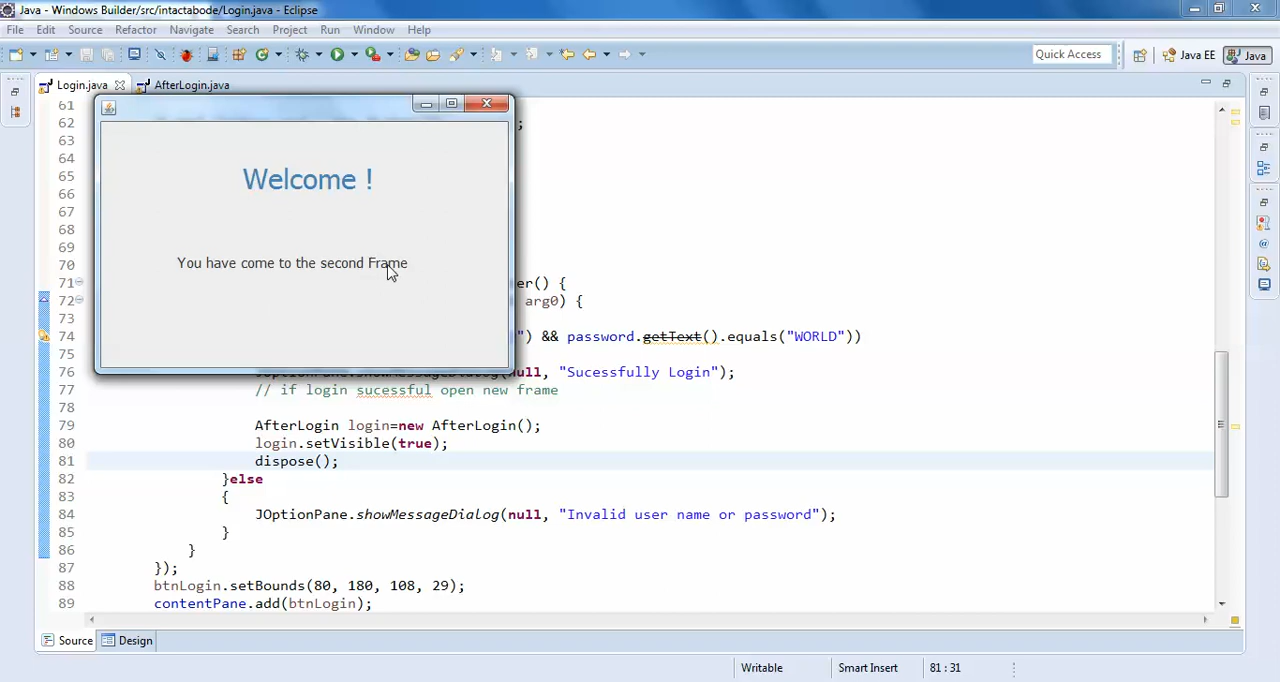 Java - Windows Builder/src/intactabode/Login.java - Eclipse
File Edit Source Refactor Navigate Search Project Run Window Help
Quick Access Java EE Java
Login.java AfterLogin.java
61
62 ;
63
64
65
66
67
68
69
70
71 er() {
72 arg0) {
73
74 ") && password.getText().equals("WORLD"))
75
76 (null, "Sucessfully Login");
77 // if login sucessful open new frame
78
79 AfterLogin login=new AfterLogin();
80 login.setVisible(true);
81 dispose();
82 }else
83 {
84 JOptionPane.showMessageDialog(null, "Invalid user name or password");
85 }
86 }
87 });
88 btnLogin.setBounds(80, 180, 108, 29);
89 contentPane.add(btnLogin);
Welcome !
You have come to the second Frame
Source Design
Writable Smart Insert 81 : 31